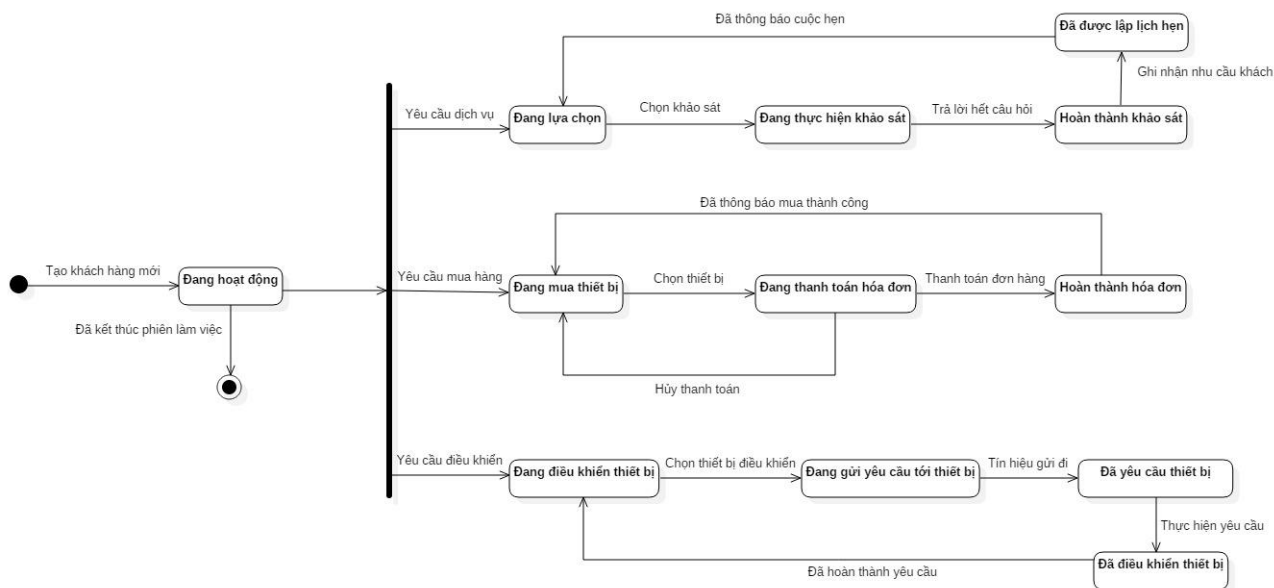 Đã thông báo cuộc hẹn
Đã được lập lịch hẹn
Ghi nhận nhu cầu khách
Yêu cầu dịch vụ
Đang lựa chọn
Chọn khảo sát
Đang thực hiện khảo sát
Trả lời hết câu hỏi
Hoàn thành khảo sát
Đã thông báo mua thành công
Tạo khách hàng mới
Đang hoạt động
Yêu cầu mua hàng
Đang mua thiết bị
Chọn thiết bị
Đang thanh toán hóa đơn
Thanh toán đơn hàng
Hoàn thành hóa đơn
Đã kết thúc phiên làm việc
Hủy thanh toán
Yêu cầu điều khiển
Đang điều khiển thiết bị
Chọn thiết bị điều khiển
Đang gửi yêu cầu tới thiết bị
Tín hiệu gửi đi
Đã yêu cầu thiết bị
Thực hiện yêu cầu
Đã điều khiển thiết bị
Đã hoàn thành yêu cầu